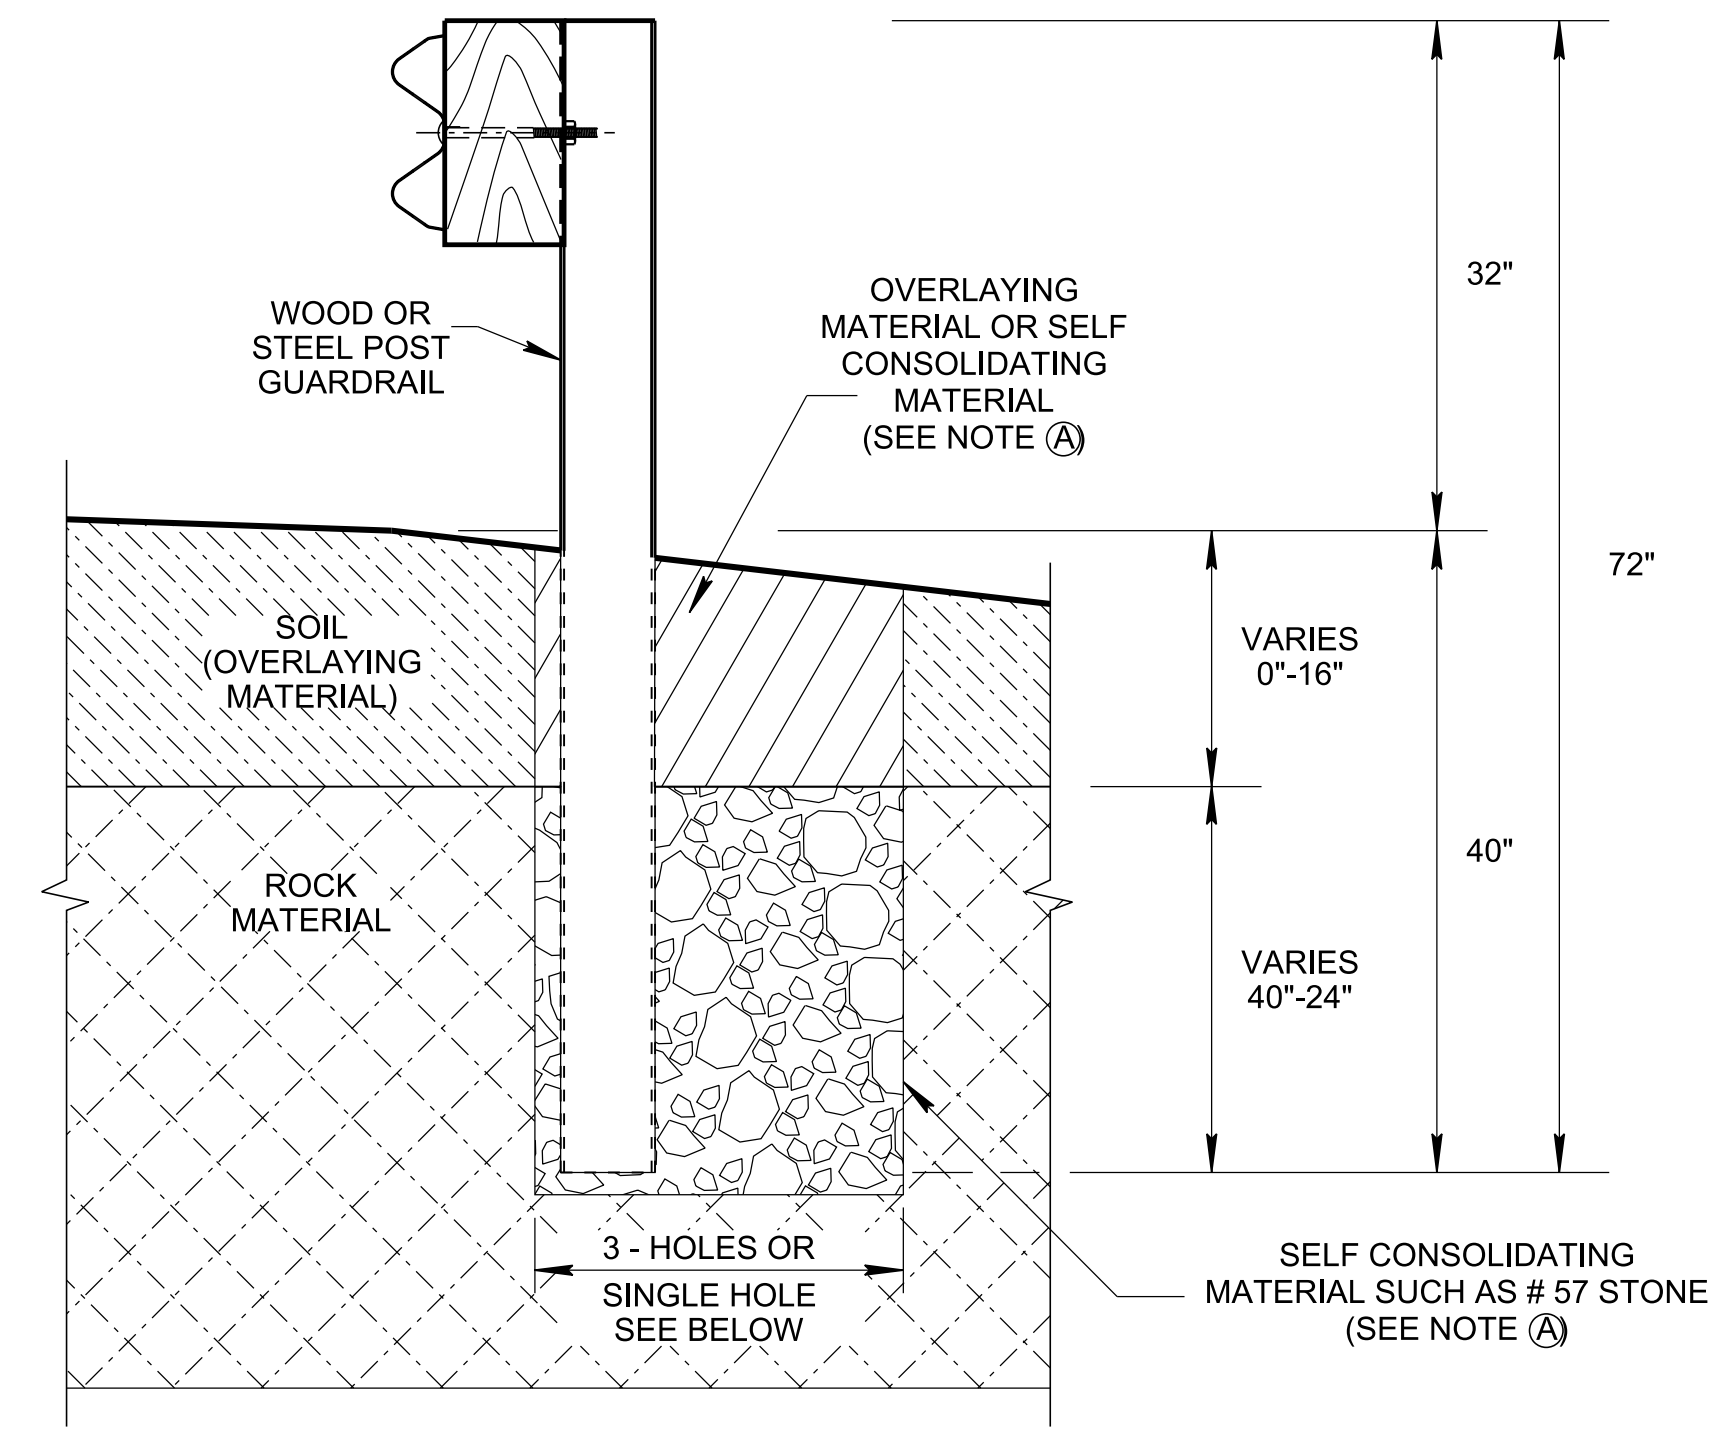 32"
OVERLAYING
MATERIAL OR SELF
CONSOLIDATING
MATERIAL
(SEE NOTE Ⓐ)
WOOD OR
STEEL POST
GUARDRAIL
72"
SOIL
(OVERLAYING
MATERIAL)
VARIES
0"-16"
40"
ROCK
MATERIAL
VARIES
40"-24"
3 - HOLES OR
SINGLE HOLE
SEE BELOW
SELF CONSOLIDATING
MATERIAL SUCH AS # 57 STONE
(SEE NOTE Ⓐ)